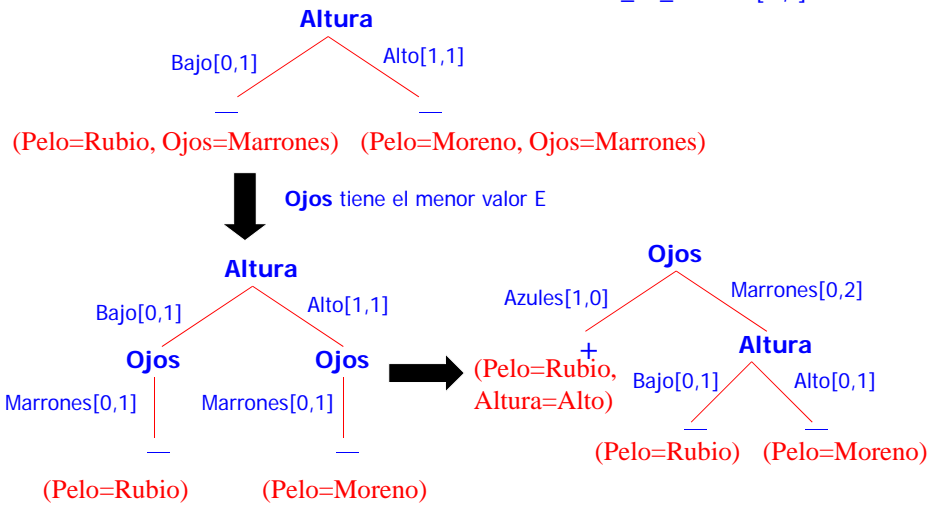 Altura
Bajo[0,1] Alto[1,1]
— —
(Pelo=Rubio, Ojos=Marrones) (Pelo=Moreno, Ojos=Marrones)
Ojos tiene el menor valor E
Altura
Bajo[0,1] Alto[1,1]
Ojos Ojos
Marrones[0,1] Marrones[0,1]
— —
(Pelo=Rubio) (Pelo=Moreno)
Ojos
Azules[1,0] Marrones[0,2]
+ Altura
(Pelo=Rubio,
Altura=Alto)
Bajo[0,1] Alto[0,1]
— —
(Pelo=Rubio) (Pelo=Moreno)